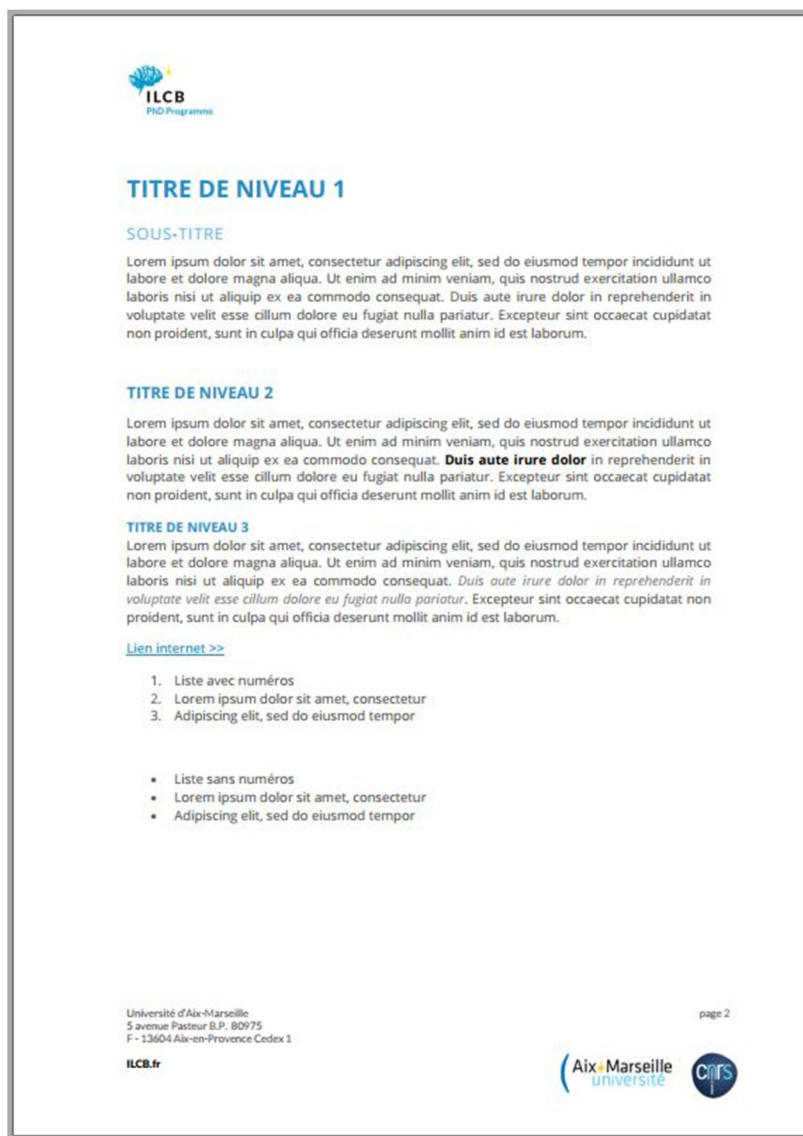 ILCB
PhD Programme
TITRE DE NIVEAU 1
SOUS-TITRE
Lorem ipsum dolor sit amet, consectetur adipiscing elit, sed do eiusmod tempor incididunt ut
labore et dolore magna aliqua. Ut enim ad minim veniam, quis nostrud exercitation ullamco
laboris nisi ut aliquip ex ea commodo consequat. Duis aute irure dolor in reprehenderit in
voluptate velit esse cillum dolore eu fugiat nulla pariatur. Excepteur sint occaecat cupidatat
non proident, sunt in culpa qui officia deserunt mollit anim id est laborum.
TITRE DE NIVEAU 2
Lorem ipsum dolor sit amet, consectetur adipiscing elit, sed do eiusmod tempor incididunt ut
labore et dolore magna aliqua. Ut enim ad minim veniam, quis nostrud exercitation ullamco
laboris nisi ut aliquip ex ea commodo consequat. Duis aute irure dolor in reprehenderit in
voluptate velit esse cillum dolore eu fugiat nulla pariatur. Excepteur sint occaecat cupidatat
non proident, sunt in culpa qui officia deserunt mollit anim id est laborum.
TITRE DE NIVEAU 3
Lorem ipsum dolor sit amet, consectetur adipiscing elit, sed do eiusmod tempor incididunt ut
labore et dolore magna aliqua. Ut enim ad minim veniam, quis nostrud exercitation ullamco
laboris nisi ut aliquip ex ea commodo consequat. Duis aute irure dolor in reprehenderit in
voluptate velit esse cillum dolore eu fugiat nulla pariatur. Excepteur sint occaecat cupidatat non
proident, sunt in culpa qui officia deserunt mollit anim id est laborum.
Lien internet >>
1. Liste avec numéros
2. Lorem ipsum dolor sit amet, consectetur
3. Adipiscing elit, sed do eiusmod tempor
• Liste sans numéros
• Lorem ipsum dolor sit amet, consectetur
• Adipiscing elit, sed do eiusmod tempor
Université d'Aix-Marseille
5 avenue Pasteur B.P. 80975
F - 13604 Aix-en-Provence Cedex 1
page 2
ILCB.fr
Aix Marseille
université
cnrs